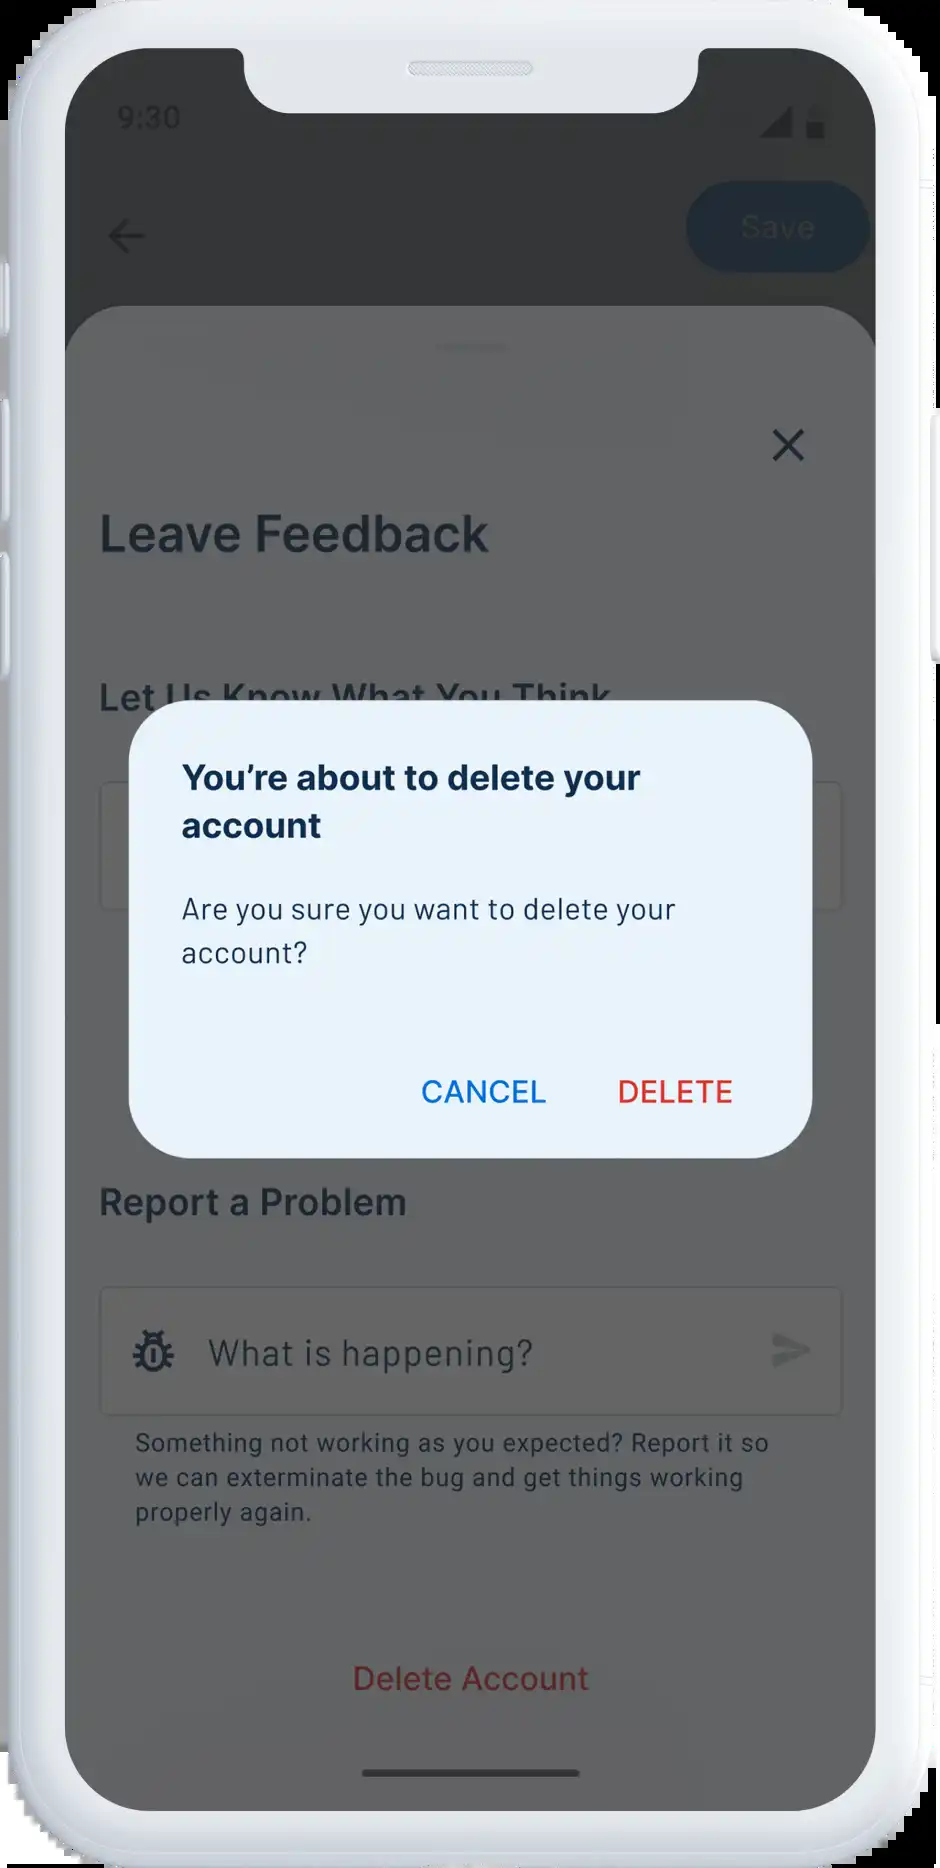 9:30
Save
Leave Feedback
Let Us Know What You Think
You’re about to delete your
account
Are you sure you want to delete your
account?
CANCEL
DELETE
Report a Problem
What is happening?
Something not working as you expected? Report it so
we can exterminate the bug and get things working
properly again.
Delete Account